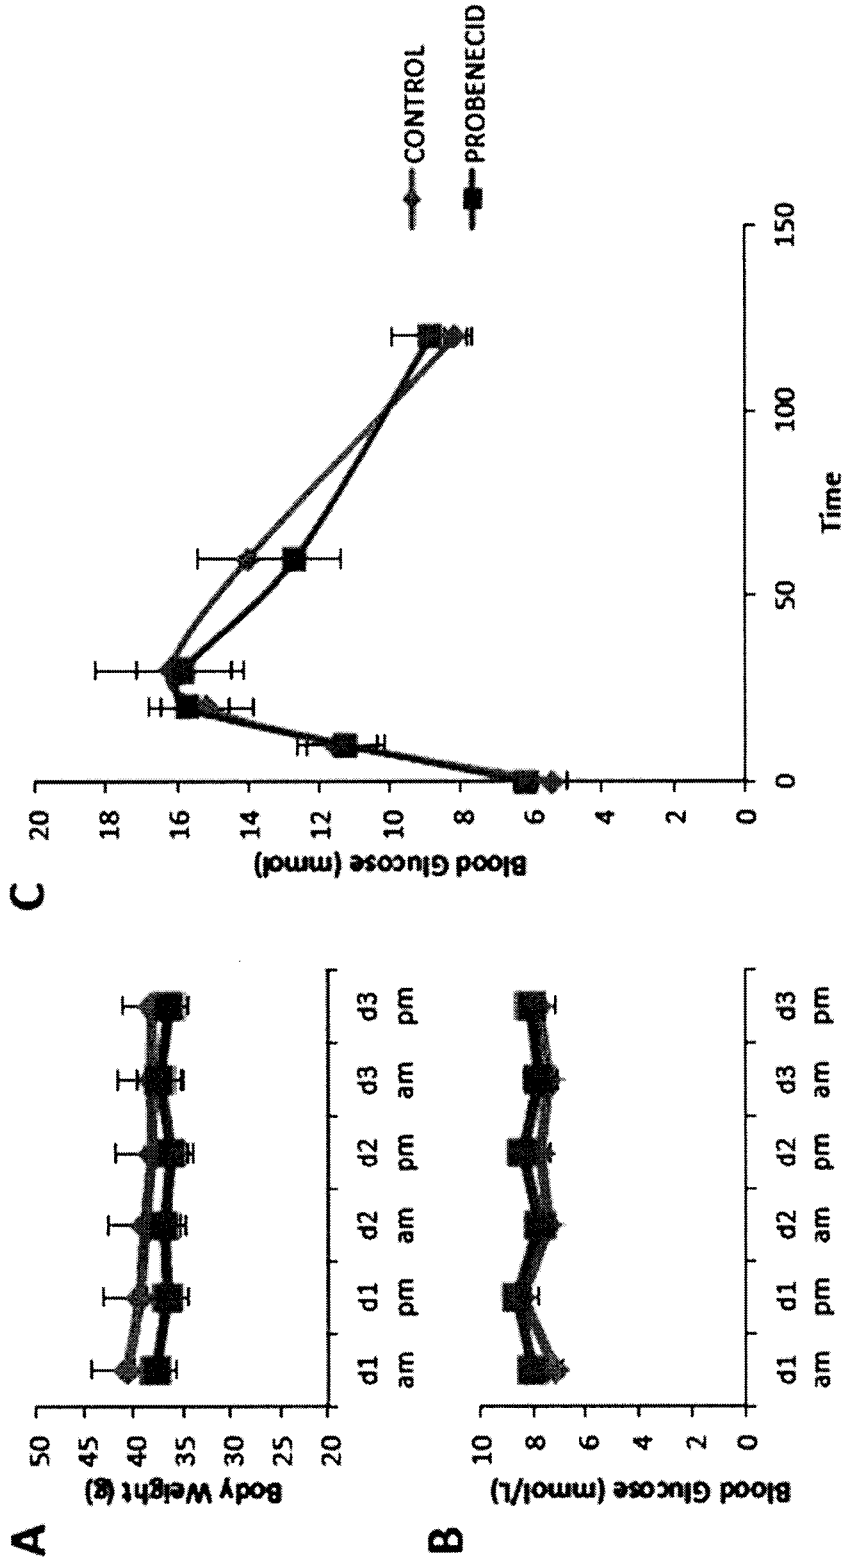 A
50
45
40
35
30
25
20
Body Weight (g)
d1 d1 d2 d2 d3 d3
am pm am pm am pm
B
10
8
6
4
2
0
Blood Glucose (mmol/L)
d1 d1 d2 d2 d3 d3
am pm am pm am pm
C
20
18
16
14
12
10
8
6
4
2
0
Blood Glucose (mmol)
0 50 100 150
Time
CONTROL
PROBENECID